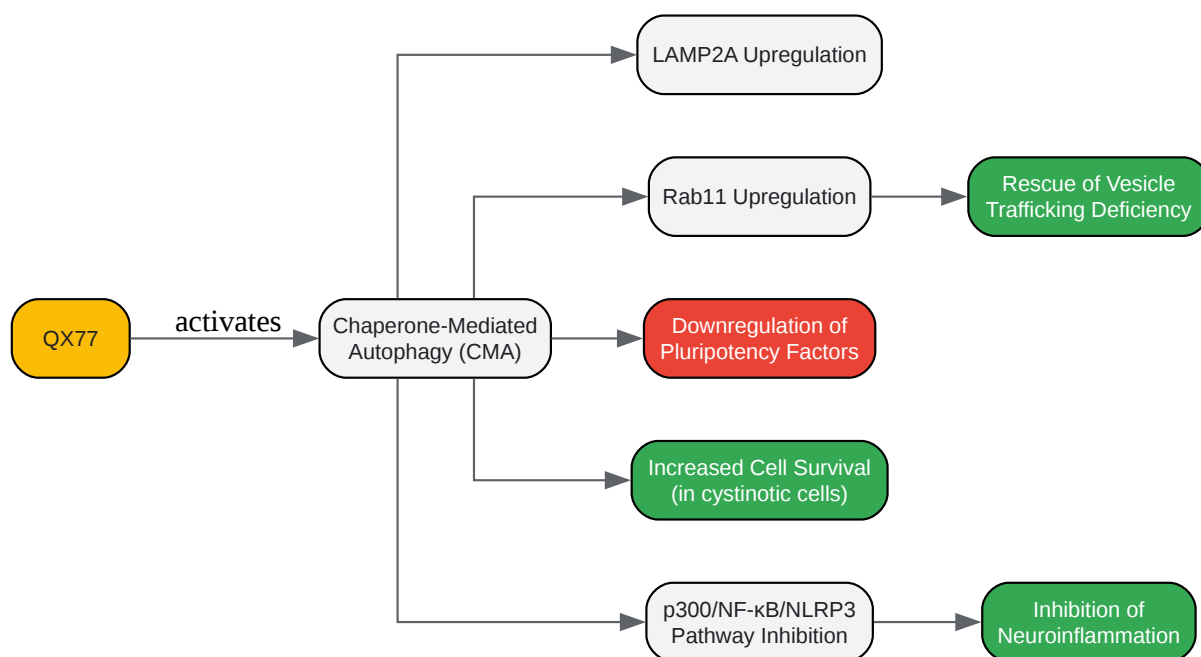 LAMP2A Upregulation
Rab11 Upregulation
Rescue of Vesicle
Trafficking Deficiency
QX77
activates
Chaperone-Mediated
Autophagy (CMA)
Downregulation of
Pluripotency Factors
Increased Cell Survival
(in cystinotic cells)
p300/NF-κB/NLRP3
Pathway Inhibition
Inhibition of
Neuroinflammation